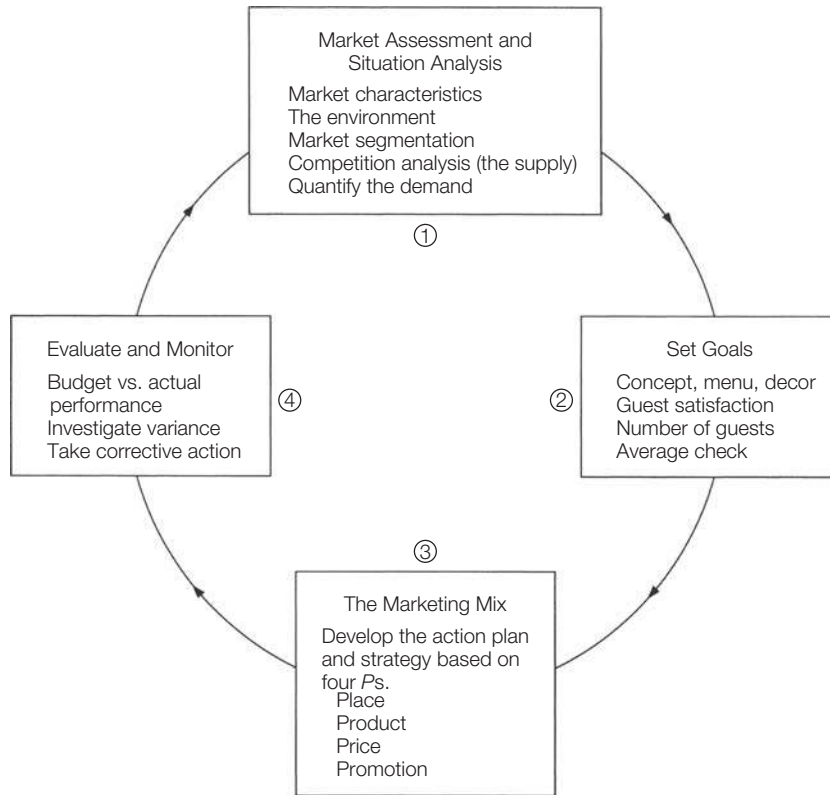 Market Assessment and
Situation Analysis
Market characteristics
The environment
Market segmentation
Competition analysis (the supply)
Quantify the demand
①
Set Goals
Concept, menu, decor
Guest satisfaction
Number of guests
Average check
②
③
The Marketing Mix
Develop the action plan
and strategy based on
four Ps.
Place
Product
Price
Promotion
Evaluate and Monitor
Budget vs. actual
performance
Investigate variance
Take corrective action
④